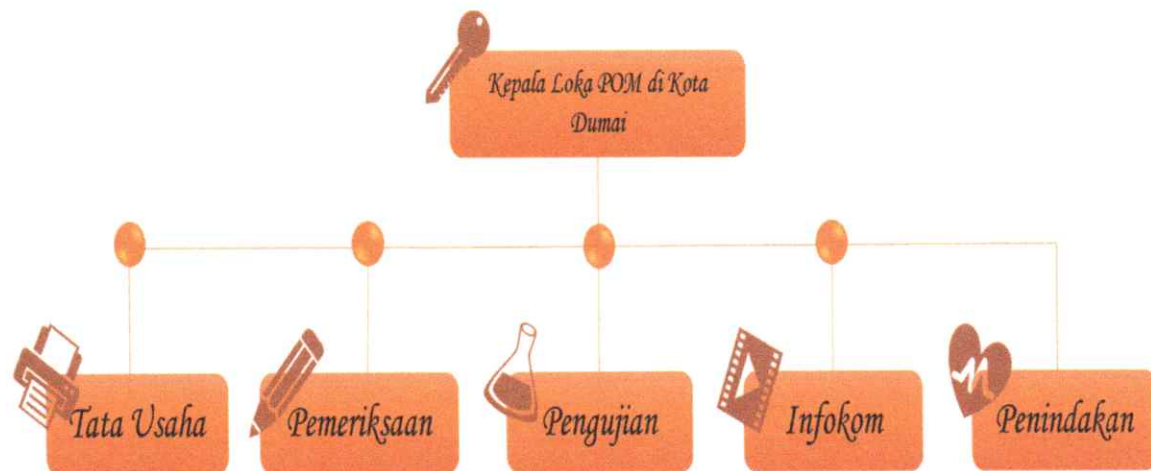 Kepala Loka POM di Kota
Dumai
Tata Usaha
Pemeriksaan
Pengujian
Infokom
Penindakan